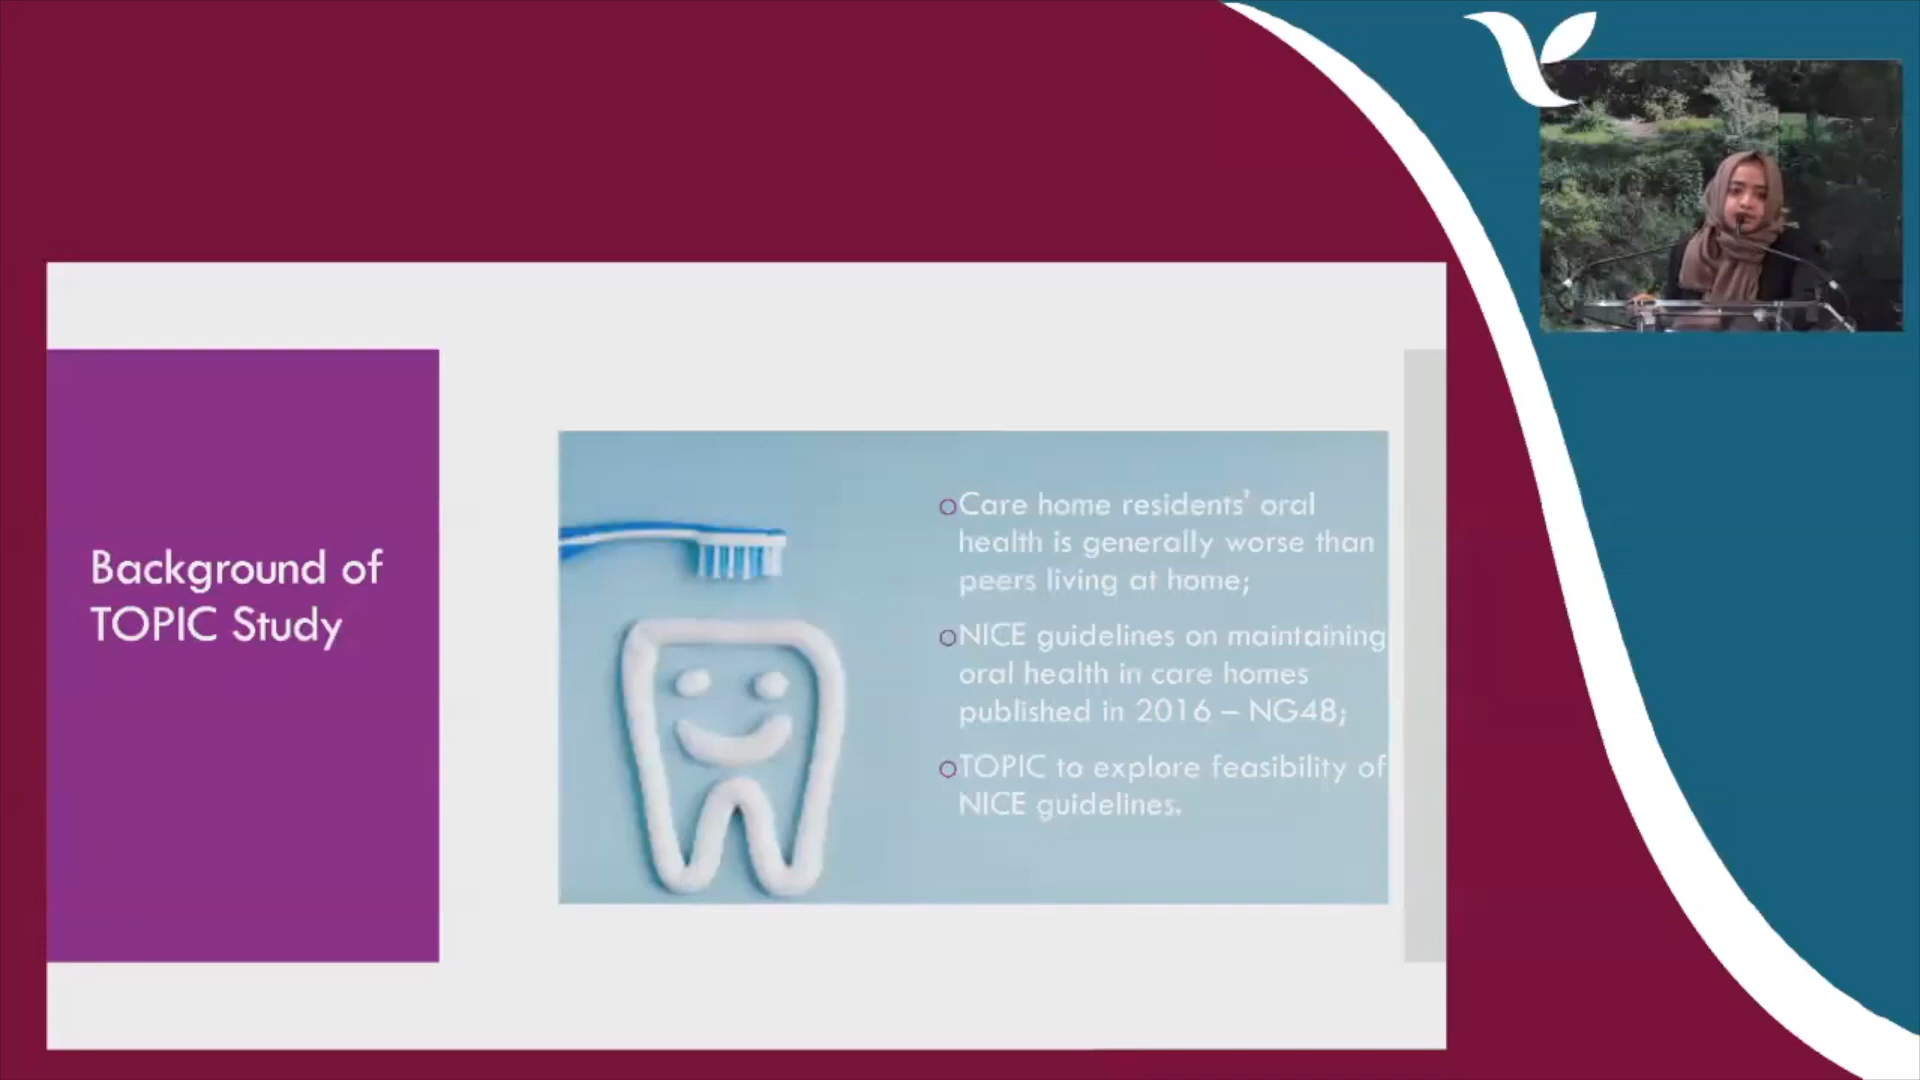 Background of
TOPIC Study
oCare home residents' oral
health is generally worse than
peers living at home;
oNICE guidelines on maintaining
oral health in care homes
published in 2016 – NG48;
oTOPIC to explore feasibility of
NICE guidelines.